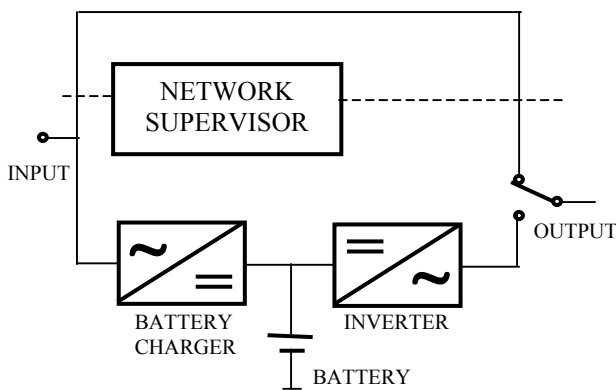 NETWORK
SUPERVISOR
INPUT
OUTPUT
BATTERY
CHARGER
INVERTER
BATTERY